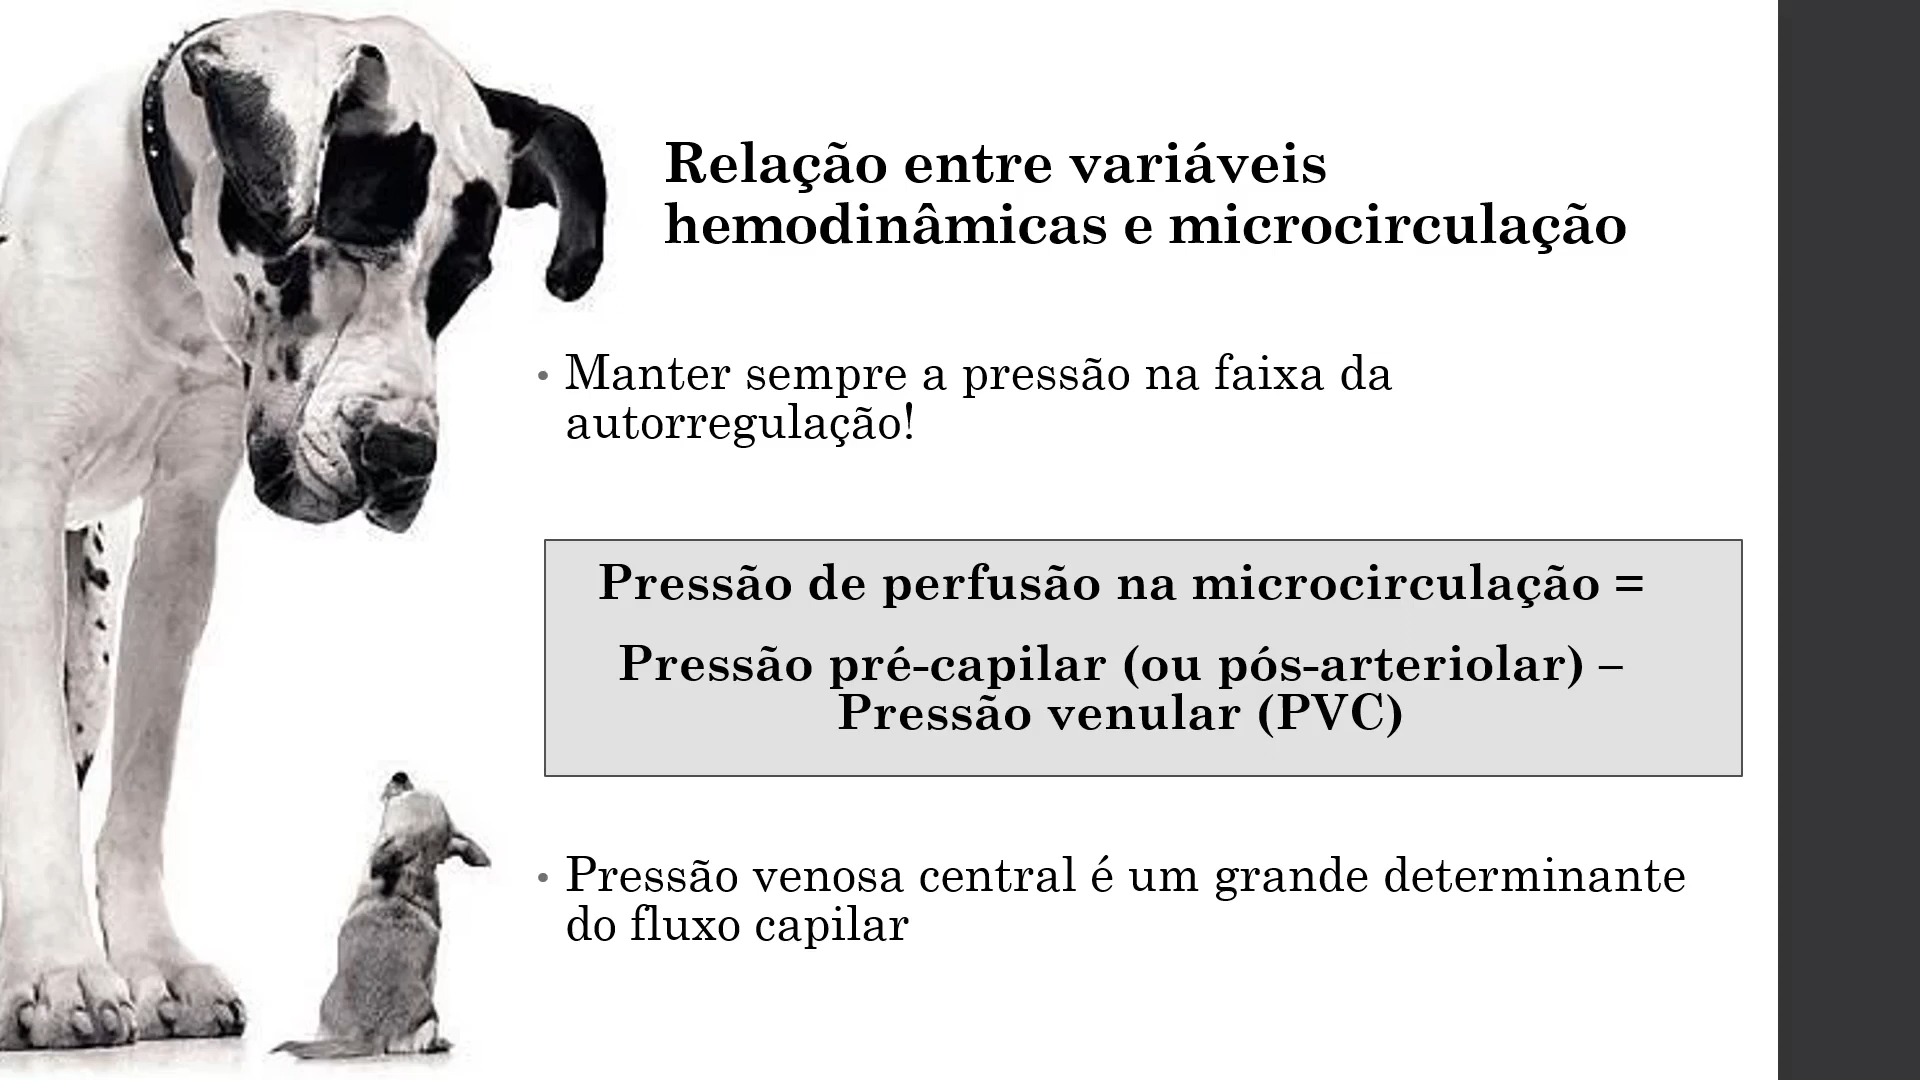 Relação entre variáveis
hemodinâmicas e microcirculação
• Manter sempre a pressão na faixa da
autorregulação!
Pressão de perfusão na microcirculação =
Pressão pré-capilar (ou pós-arteriolar) –
Pressão venular (PVC)
• Pressão venosa central é um grande determinante
do fluxo capilar